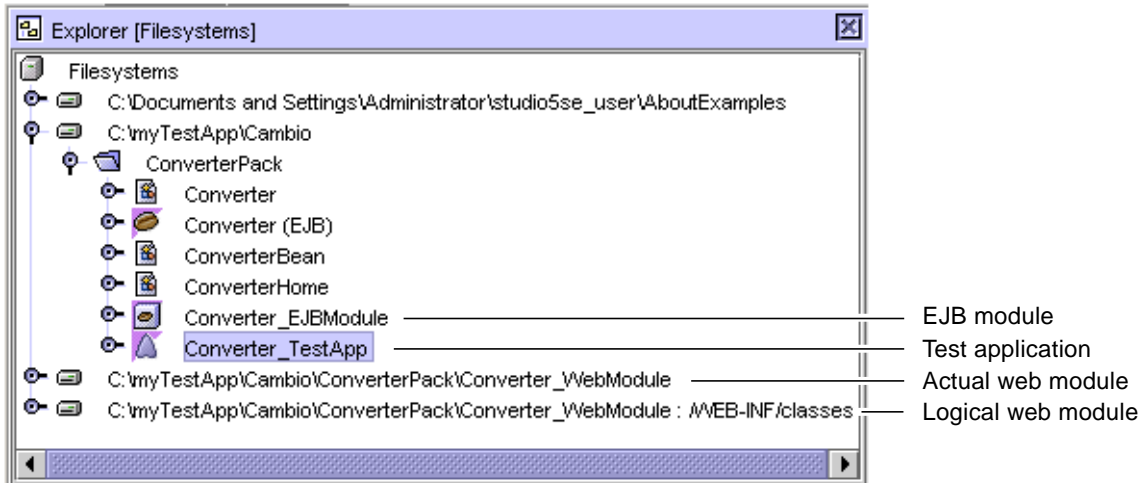 Explorer [Filesystems]
Filesystems
C:\Documents and Settings\Administrator\studio5se_user\AboutExamples
C:\myTestApp\Cambio
ConverterPack
Converter
Converter (EJB)
ConverterBean
ConverterHome
Converter_EJBModule EJB module
Converter_TestApp Test application
C:\myTestApp\Cambio\ConverterPack\Converter_WebModule Actual web module
C:\myTestApp\Cambio\ConverterPack\Converter_WebModule : /WEB-INF/classes Logical web module